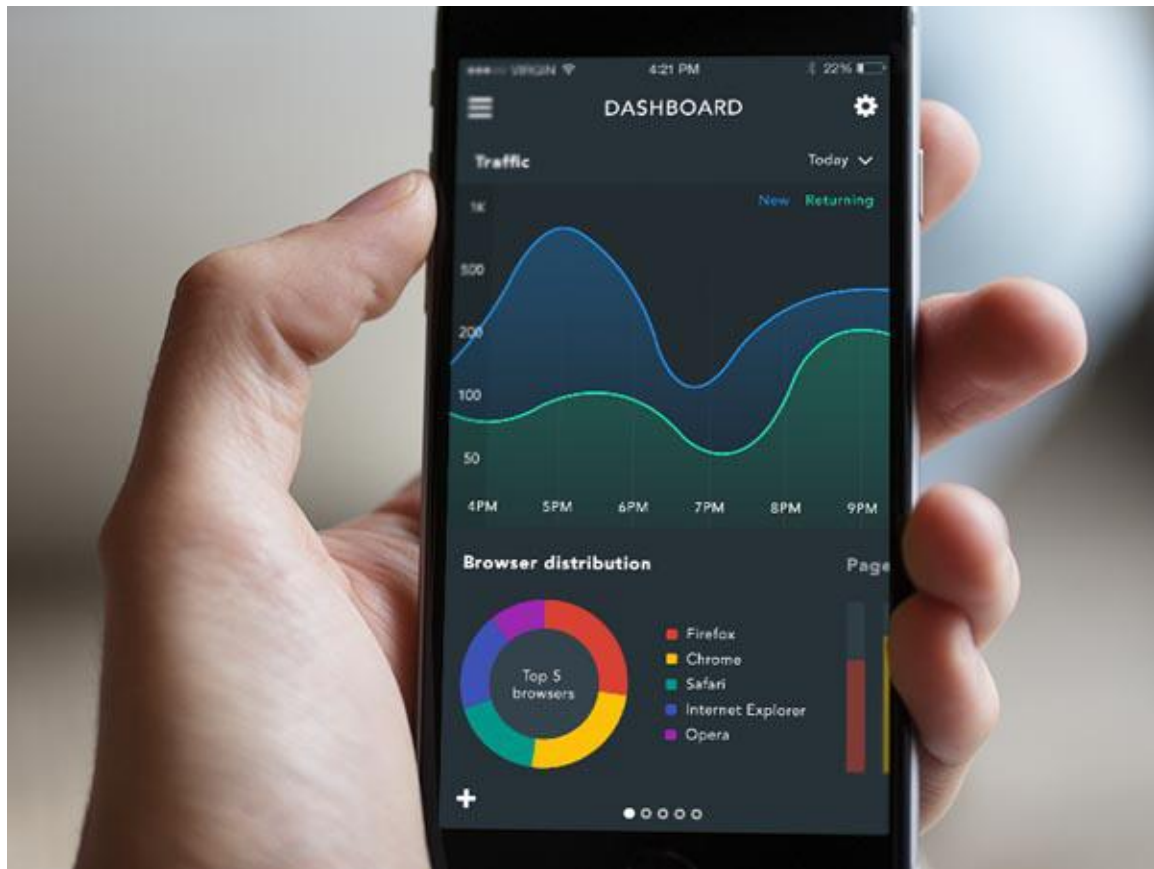 VIRGIN 4:21 PM 22%
DASHBOARD
Traffic Today
1K New Returning
500
200
100
50
4PM 5PM 6PM 7PM 8PM 9PM
Browser distribution Page
Top 5
browsers
Firefox
Chrome
Safari
Internet Explorer
Opera